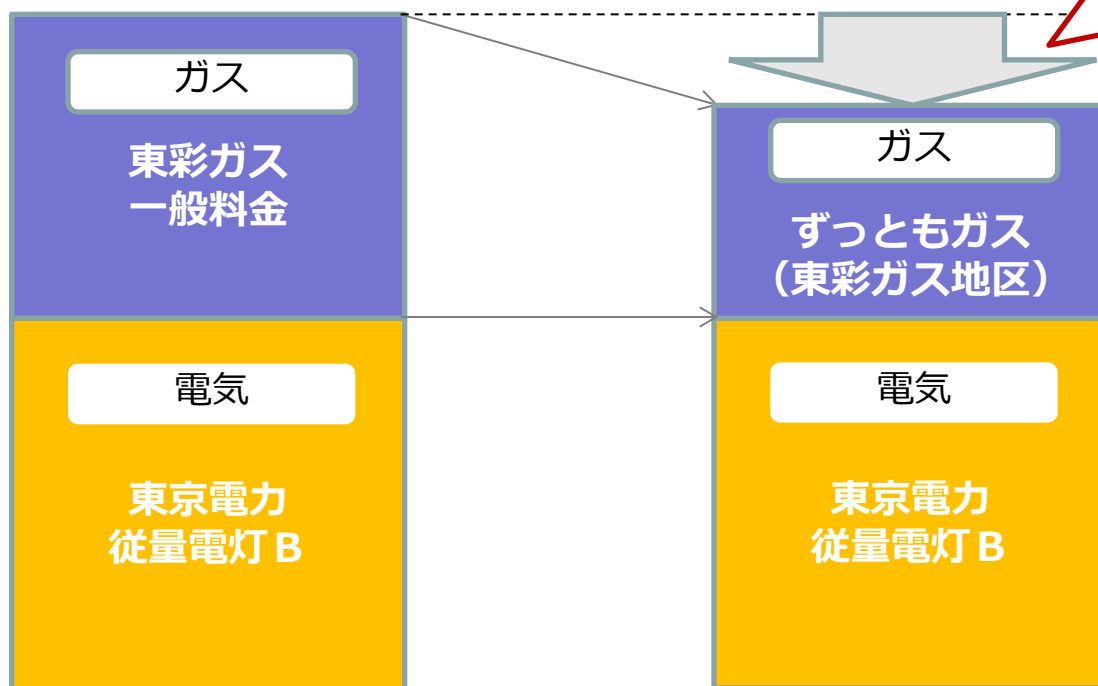 ガス
東彩ガス
一般料金
電気
東京電力
従量電灯Ｂ
ガス
ずっともガス
（東彩ガス地区）
電気
東京電力
従量電灯Ｂ